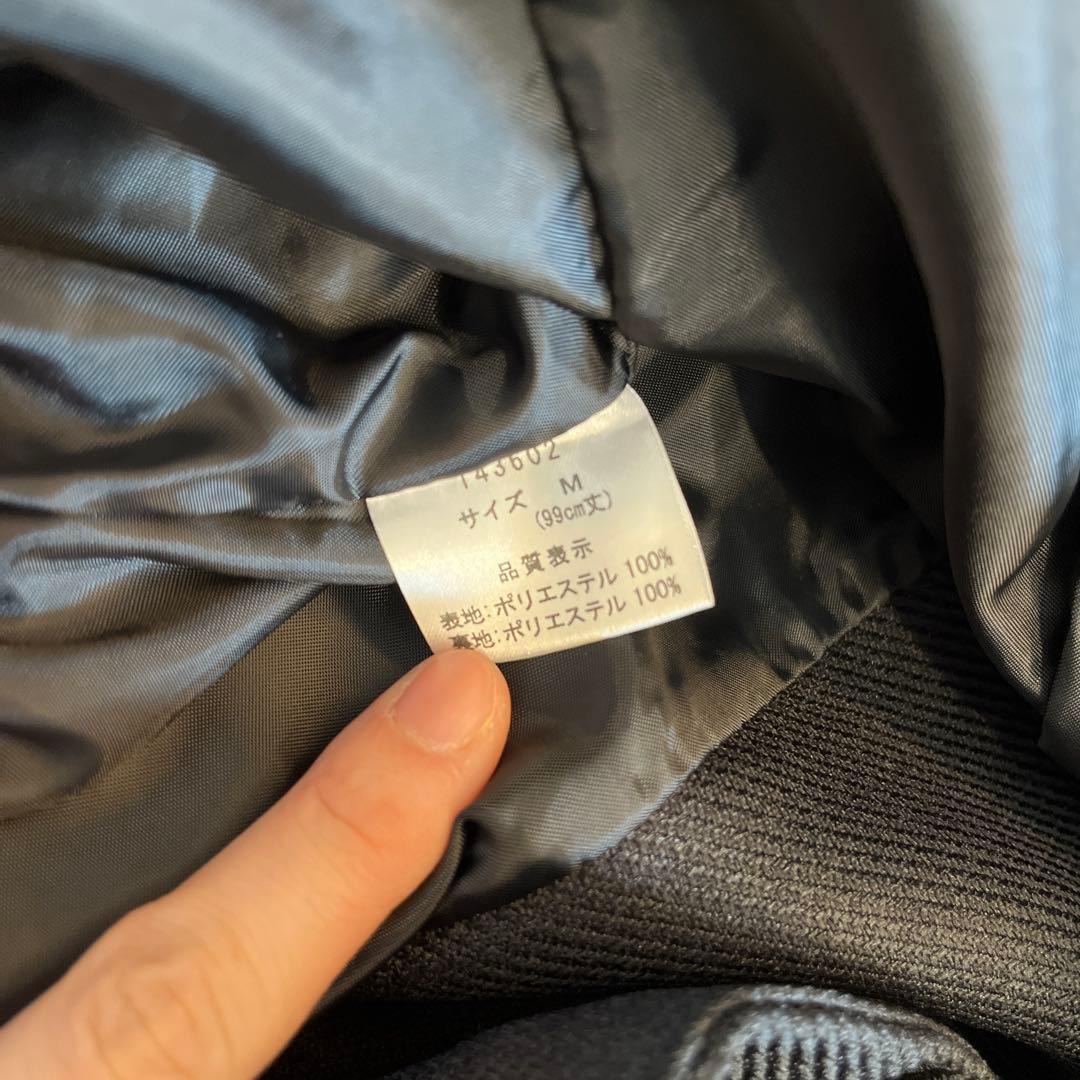 143602
サイズ M
(99cm丈)
品質表示
表地:ポリエステル 100%
裏地:ポリエステル 100%